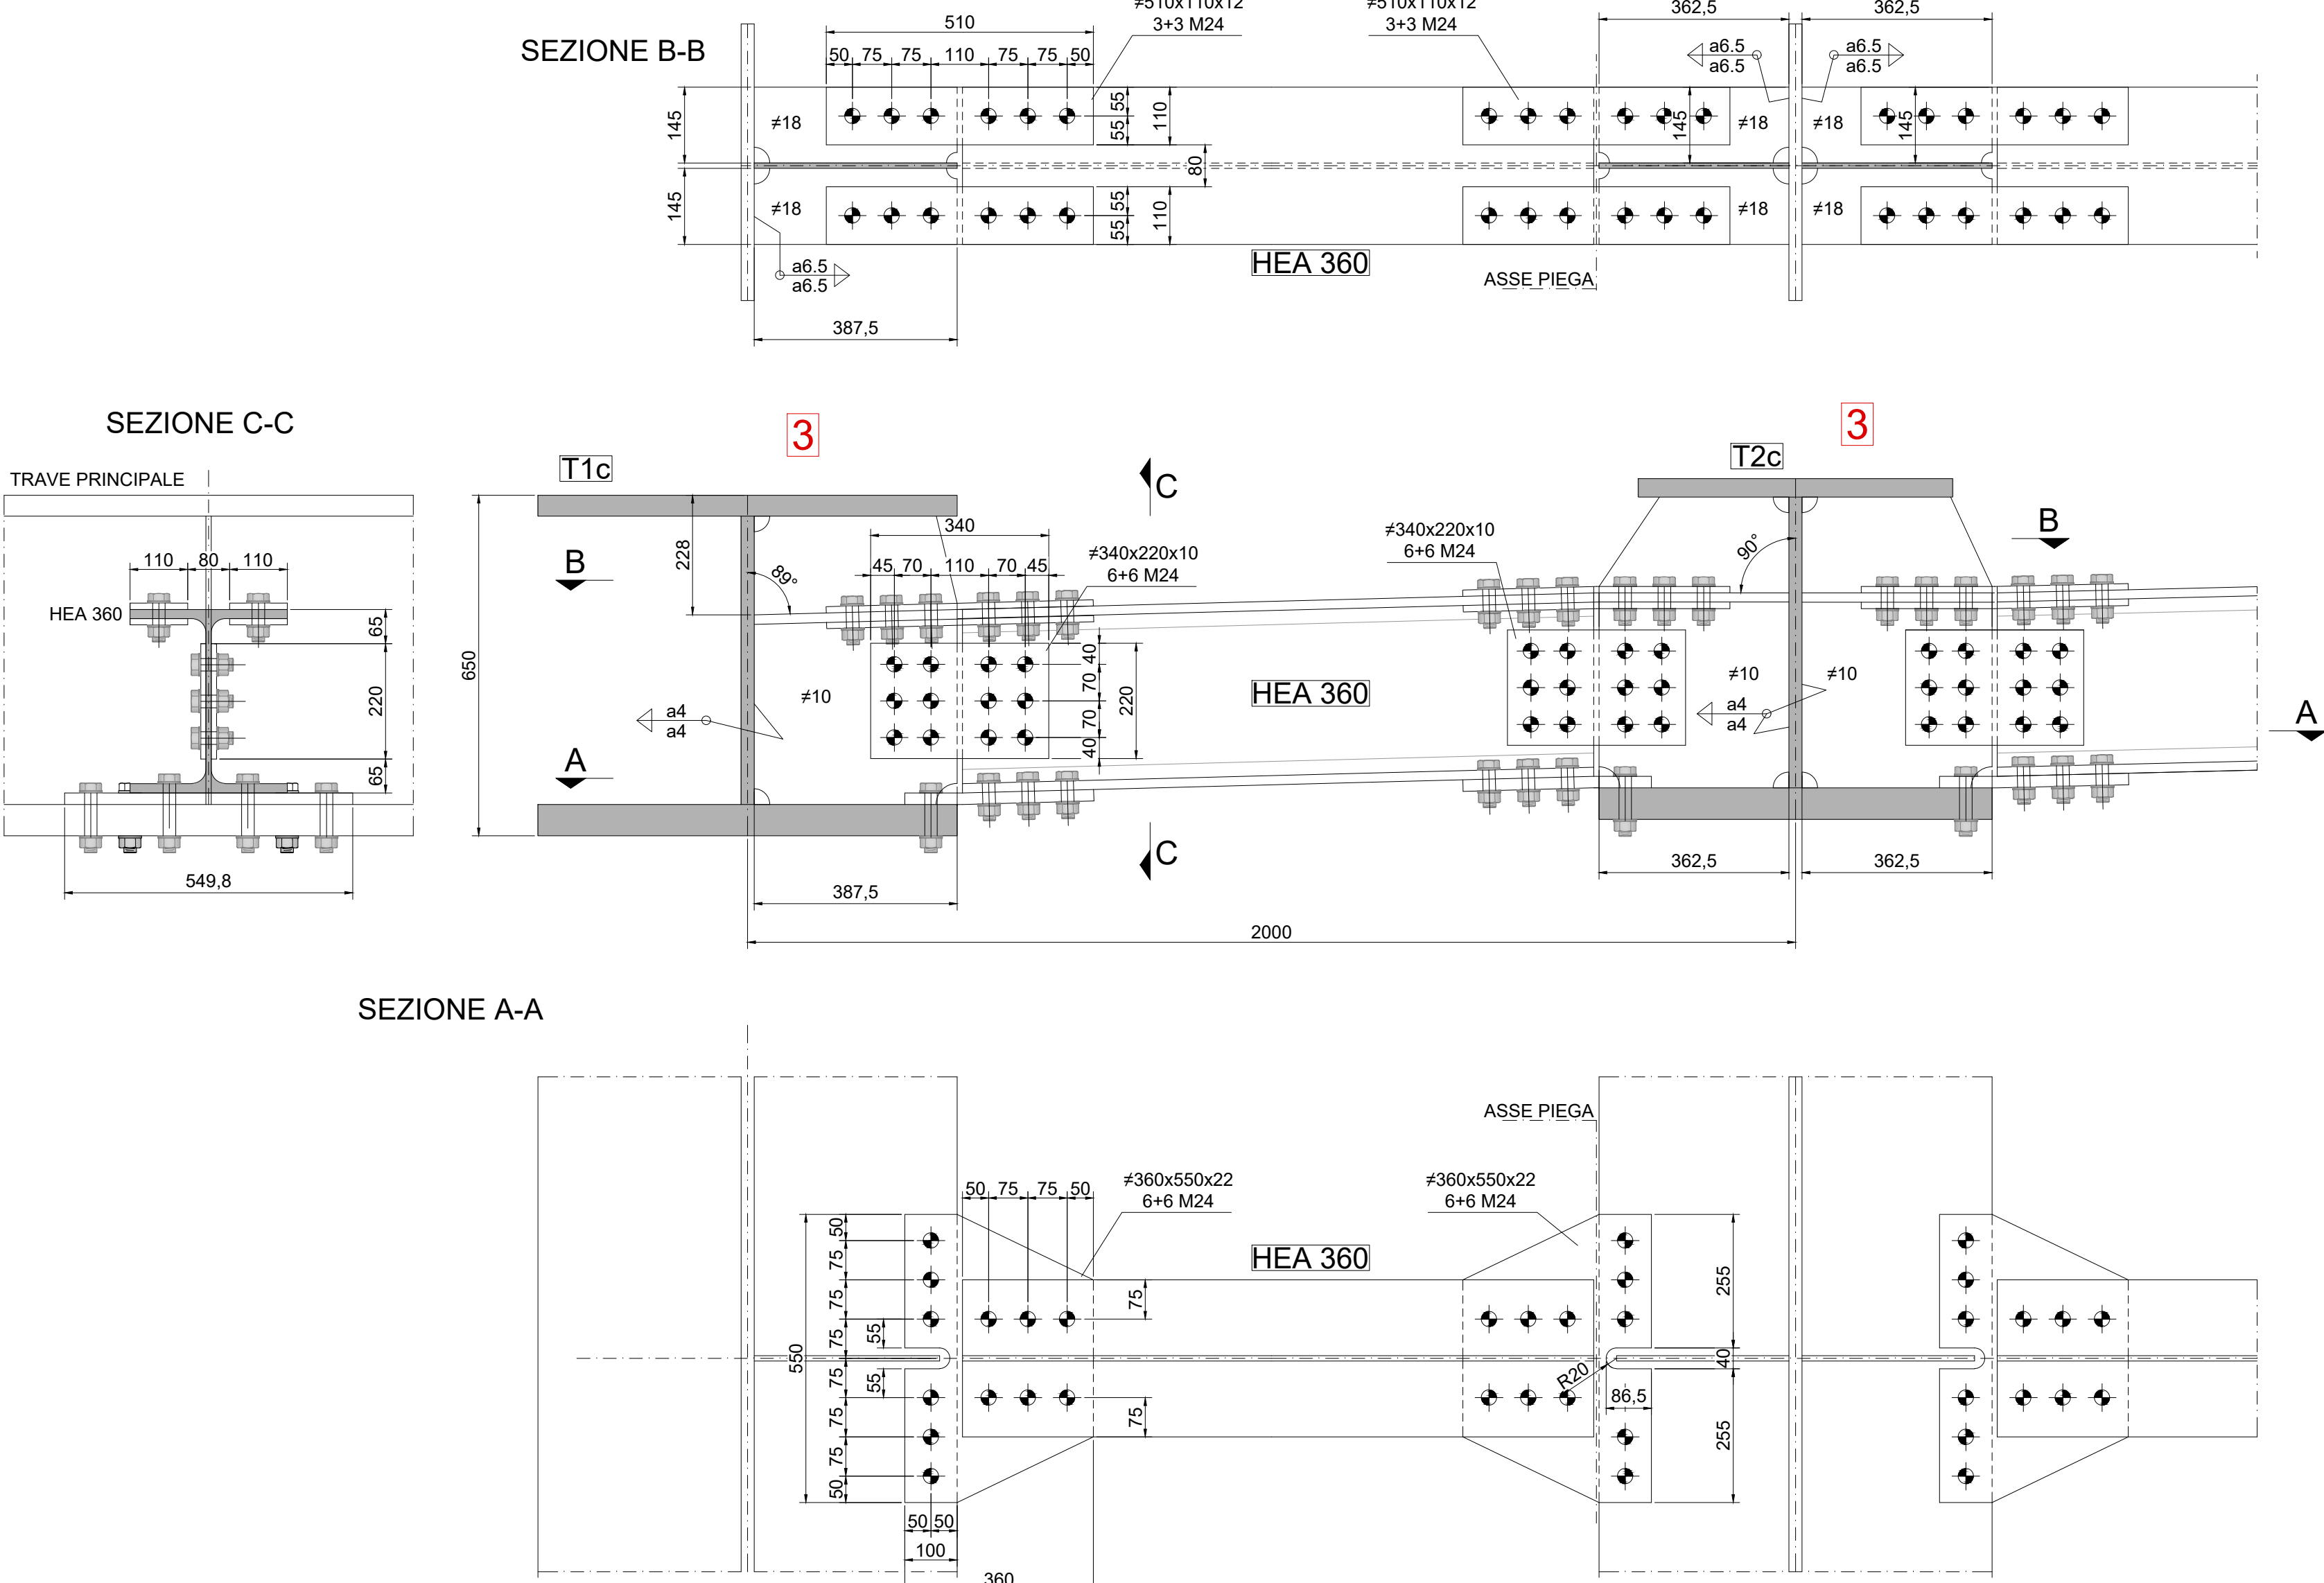 SEZIONE B-B
≠510x110x12
3+3 M24
≠510x110x12
3+3 M24
510
50 75 75 110 75 75 50
362,5
362,5
a6.5
a6.5
a6.5
a6.5
145
145
≠18
≠18
55
55
110
80
55
55
110
145
145
≠18
≠18
≠18
≠18
a6.5
a6.5
HEA 360
ASSE PIEGA
387,5
SEZIONE C-C
TRAVE PRINCIPALE
110 80 110
HEA 360
65
220
65
549,8
3
3
T1c
T2c
C
C
B
B
A
A
650
228
89°
90°
340
45 70 110 70 45
≠340x220x10
6+6 M24
≠340x220x10
6+6 M24
40
70
70
40
220
≠10
≠10
≠10
a4
a4
a4
a4
HEA 360
387,5
362,5
362,5
2000
SEZIONE A-A
ASSE PIEGA
≠360x550x22
6+6 M24
≠360x550x22
6+6 M24
50 75 75 50
HEA 360
550
50
75
75
75
75
75
75
50
55
55
75
75
255
40
255
R20
86,5
50 50
100
360